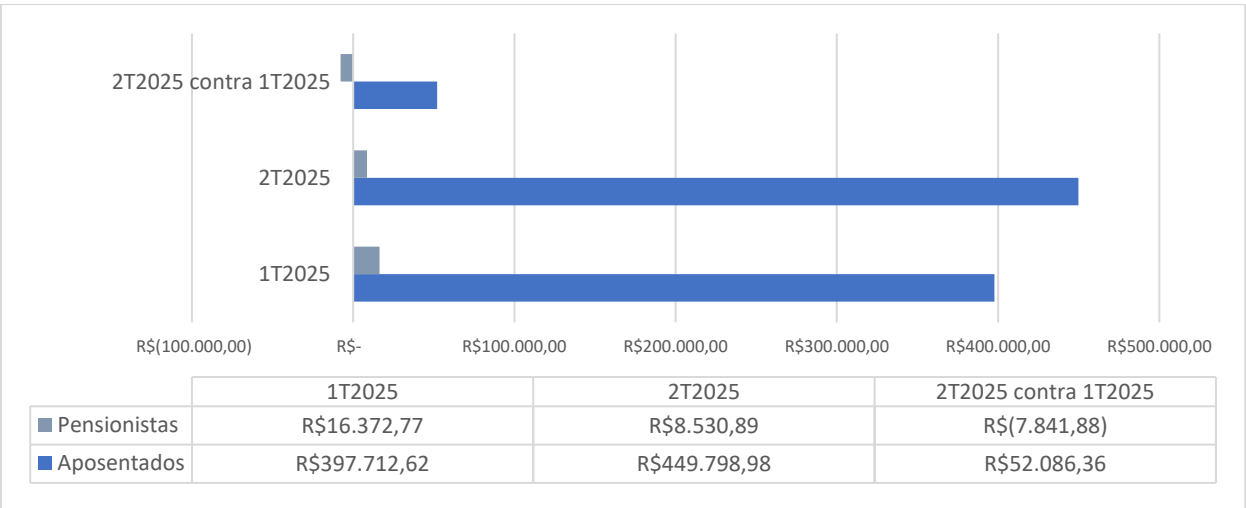 2T2025 contra 1T2025
2T2025
1T2025
R$(100.000,00) R$- R$100.000,00 R$200.000,00 R$300.000,00 R$400.000,00 R$500.000,00
1T2025 2T2025 2T2025 contra 1T2025
Pensionistas R$16.372,77 R$8.530,89 R$(7.841,88)
Aposentados R$397.712,62 R$449.798,98 R$52.086,36